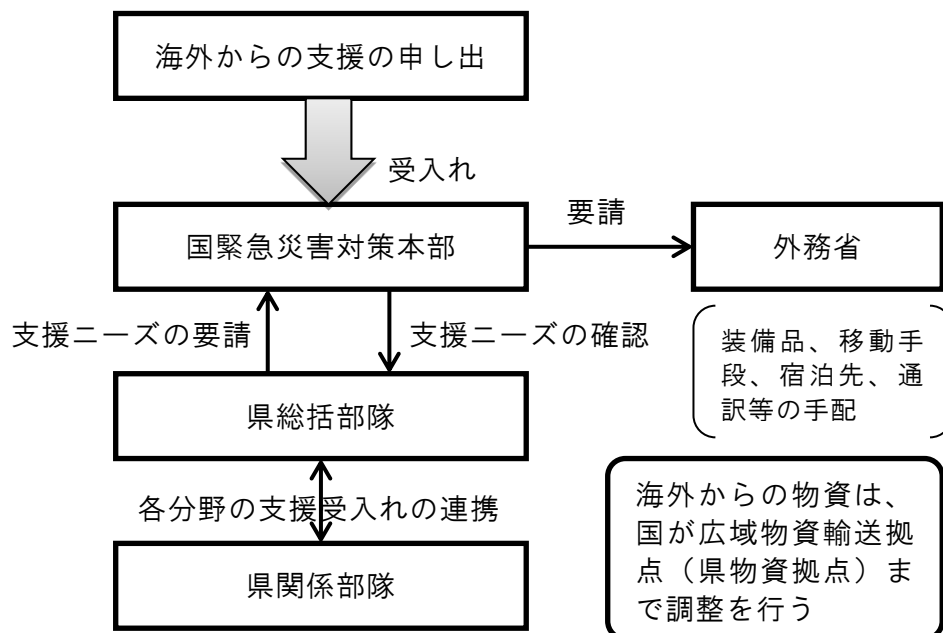 海外からの支援の申し出
受入れ
国緊急災害対策本部
要請
外務省
支援ニーズの要請
支援ニーズの確認
装備品、移動手
段、宿泊先、通
訳等の手配
県総括部隊
各分野の支援受入れの連携
県関係部隊
海外からの物資は、
国が広域物資輸送拠
点（県物資拠点）ま
で調整を行う